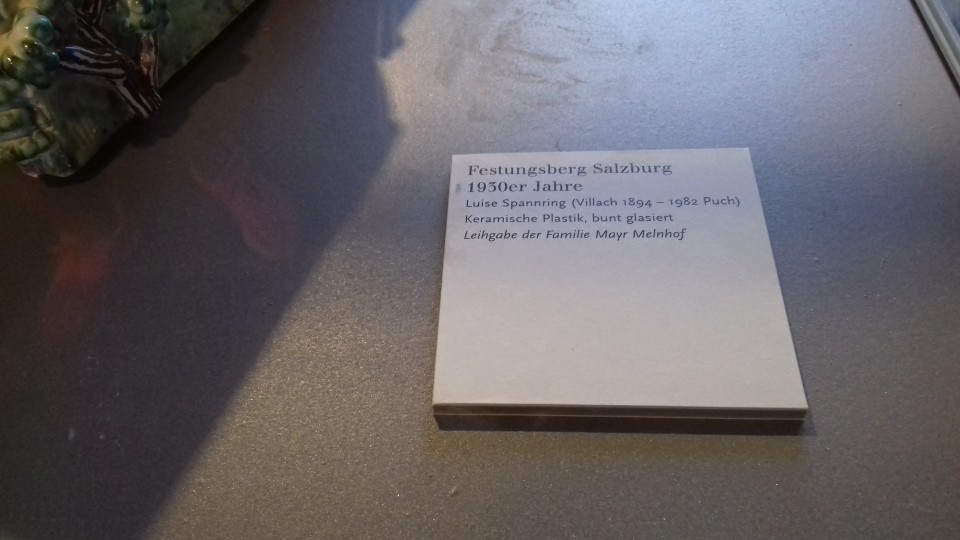 Festungsberg Salzburg
1930er Jahre
Luise Spannring (Villach 1894 – 1982 Puch)
Keramische Plastik, bunt glasiert
Leihgabe der Familie Mayr Melnhof